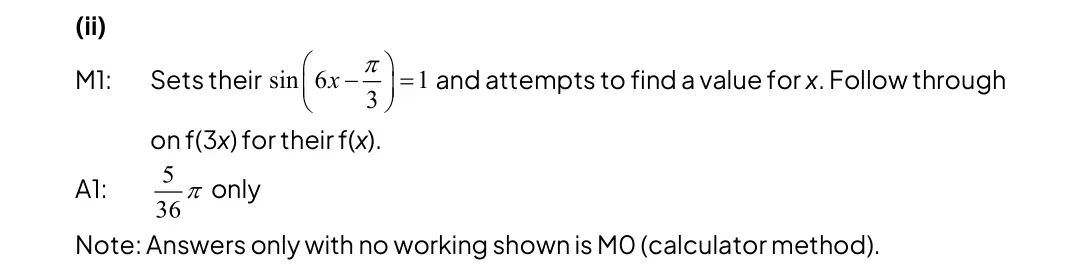 (ii)
M1: Sets their sin(6x − π/3) = 1 and attempts to find a value for x. Follow through
on f(3x) for their f(x).
A1: 5/36 π only
Note: Answers only with no working shown is M0 (calculator method).